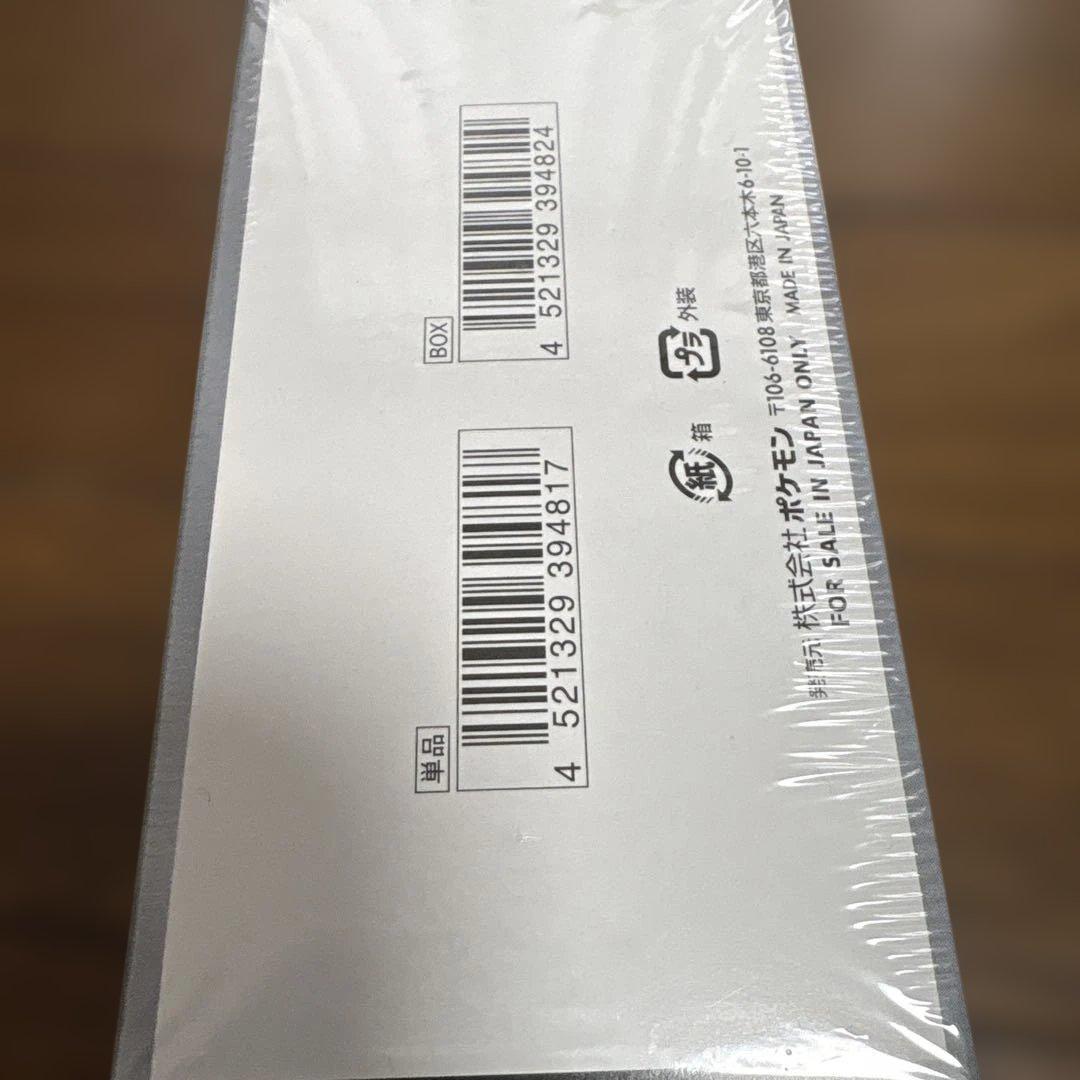 単品
4 521329 394817
BOX
4 521329 394824
紙 箱
プラ 外装
発売元: 株式会社ポケモン 〒106-6108 東京都港区六本木6-10-1
FOR SALE IN JAPAN ONLY MADE IN JAPAN